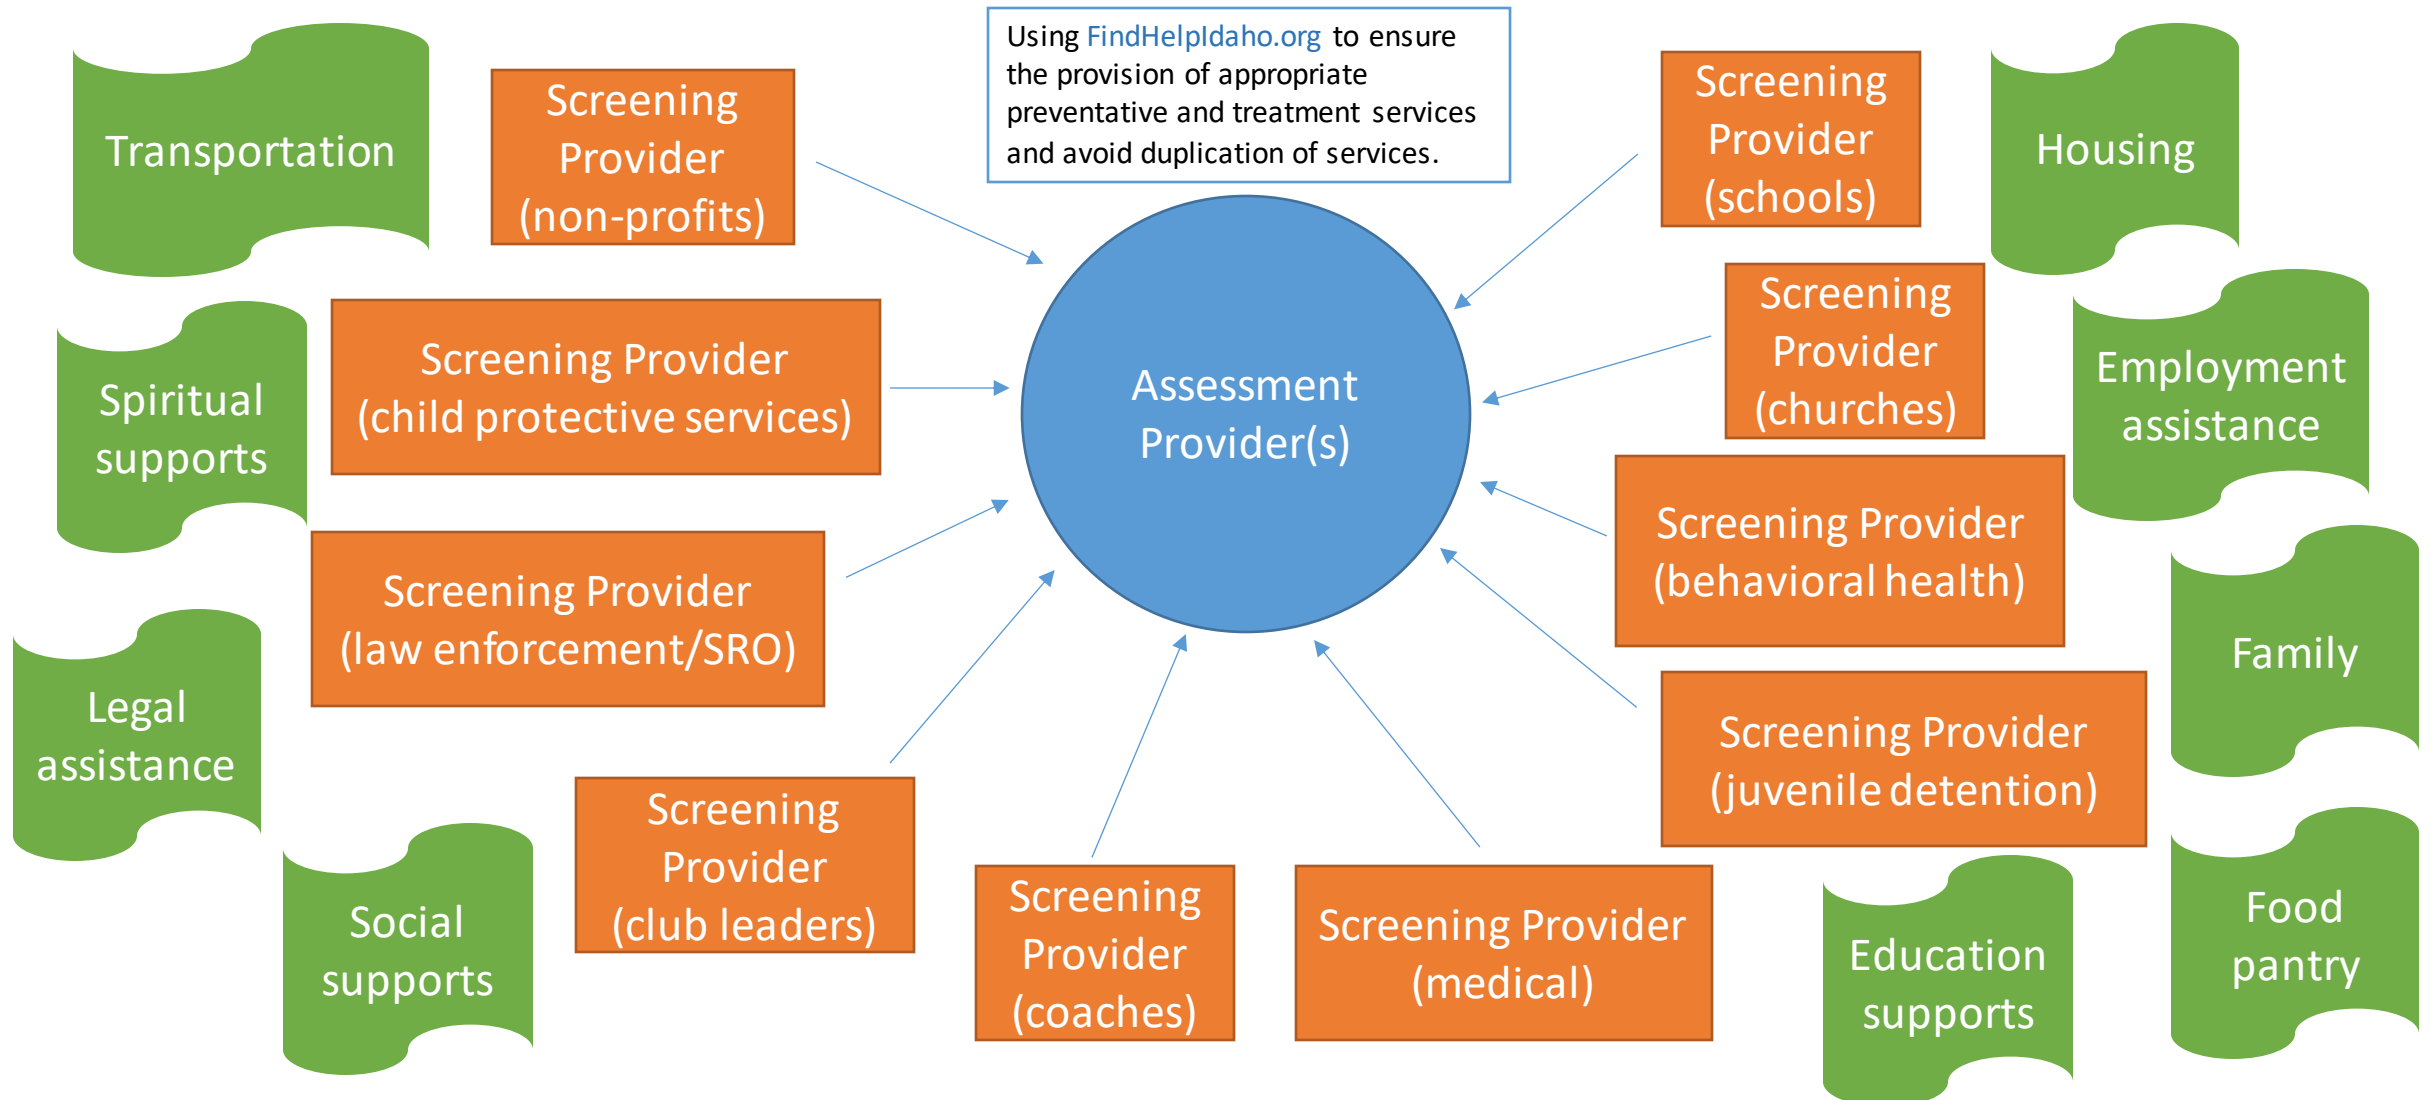 Using FindHelpIdaho.org to ensure
the provision of appropriate
preventative and treatment services
and avoid duplication of services.
Transportation
Screening
Provider
(non-profits)
Screening
Provider
(schools)
Housing
Spiritual
supports
Screening Provider
(child protective services)
Assessment
Provider(s)
Screening
Provider
(churches)
Employment
assistance
Screening Provider
(law enforcement/SRO)
Screening Provider
(behavioral health)
Family
Legal
assistance
Screening Provider
(juvenile detention)
Social
supports
Screening
Provider
(club leaders)
Screening
Provider
(coaches)
Screening Provider
(medical)
Education
supports
Food
pantry